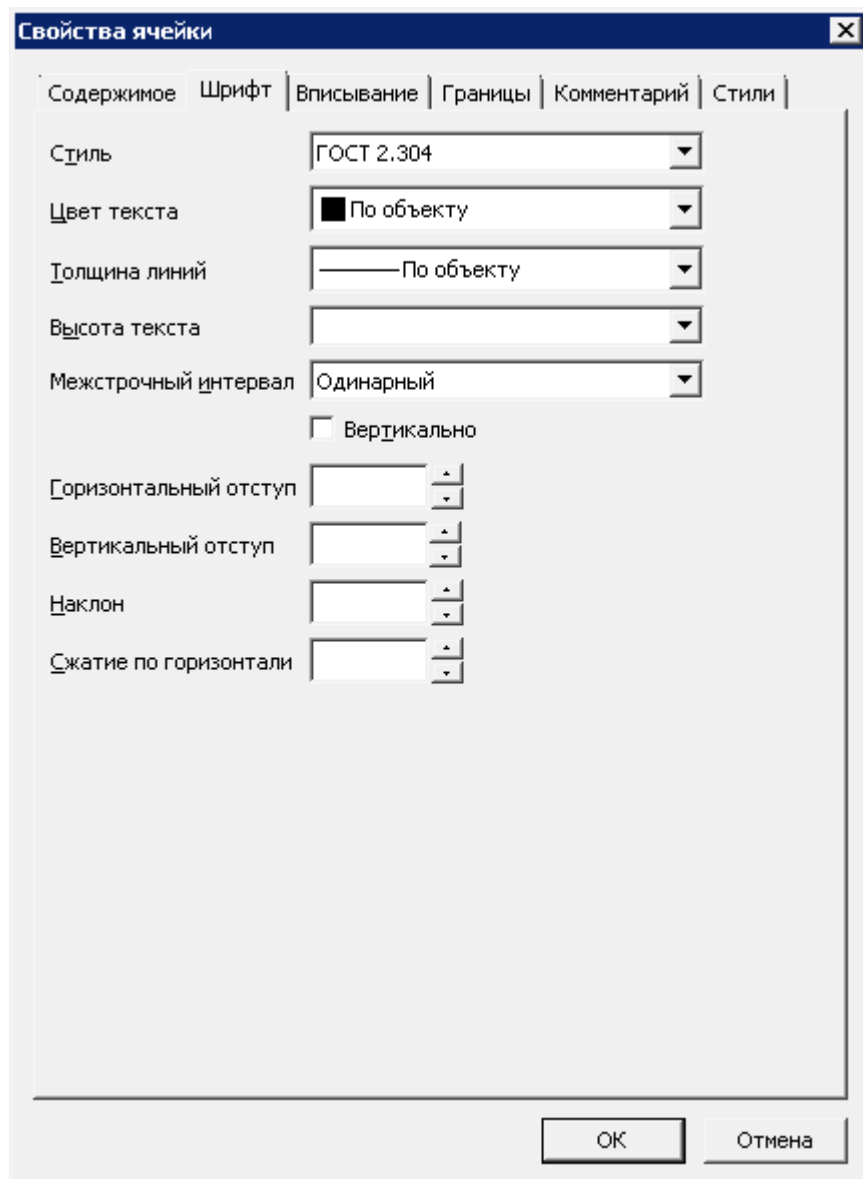 Свойства ячейки
Содержимое Шрифт Вписывание Границы Комментарий Стили
Стиль ГОСТ 2.304
Цвет текста По объекту
Толщина линий По объекту
Высота текста
Межстрочный интервал Одинарный
Вертикально
Горизонтальный отступ
Вертикальный отступ
Наклон
Сжатие по горизонтали
ОК Отмена